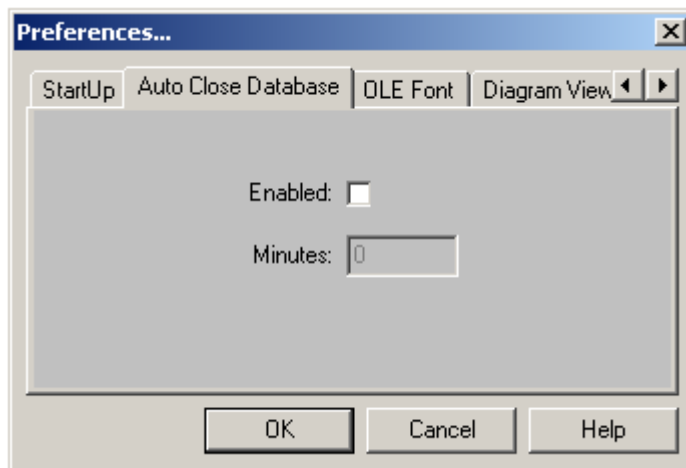 Preferences...
StartUp Auto Close Database OLE Font Diagram View
Enabled:
Minutes: 0
OK Cancel Help